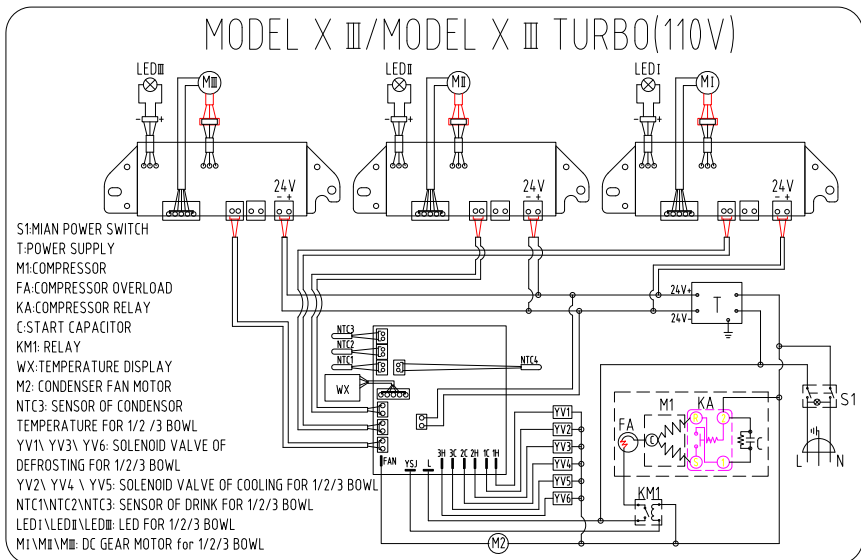 MODEL X Ⅲ/MODEL X Ⅲ TURBO(110V)
LEDⅢ
MⅢ
LEDⅡ
MⅡ
LEDⅠ
MⅠ
- +
- +
- +
24V
- +
24V
- +
24V
- +
S1:MIAN POWER SWITCH
T:POWER SUPPLY
M1:COMPRESSOR
FA:COMPRESSOR OVERLOAD
KA:COMPRESSOR RELAY
C:START CAPACITOR
KM1: RELAY
WX:TEMPERATURE DISPLAY
M2: CONDENSER FAN MOTOR
NTC3: SENSOR OF CONDENSOR
TEMPERATURE FOR 1/2 /3 BOWL
YV1\ YV3\ YV6: SOLENOID VALVE OF
DEFROSTING FOR 1/2/3 BOWL
YV2\ YV4 \ YV5: SOLENOID VALVE OF COOLING FOR 1/2/3 BOWL
NTC1\NTC2\NTC3: SENSOR OF DRINK FOR 1/2/3 BOWL
LEDⅠ\LEDⅡ\LEDⅢ: LED FOR 1/2/3 BOWL
MⅠ\MⅡ\MⅢ: DC GEAR MOTOR for 1/2/3 BOWL
24V+
24V-
T
NTC3
NTC2
NTC1
NTC4
WX
FAN
YSJ
L
3H 3C 2C 2H 1C 1H
YV1
YV2
YV3
YV4
YV5
YV6
M1
KA
FA
C
C
S1
L
N
KM1
M2